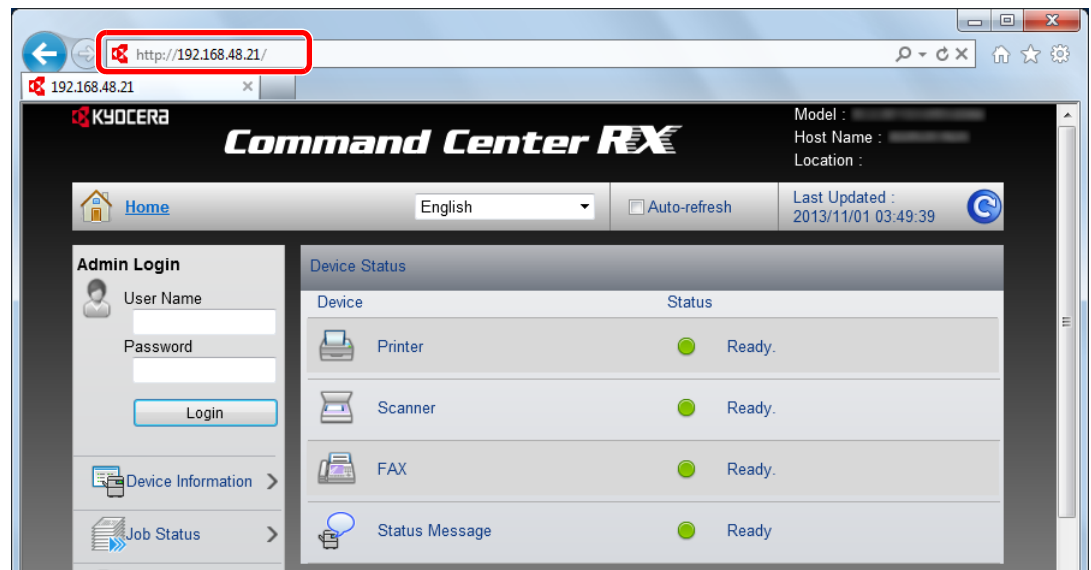 http://192.168.48.21/
192.168.48.21
KYOCERA
Command Center RX
Model :
Host Name :
Location :
Home
English
Auto-refresh
Last Updated :
2013/11/01 03:49:39
Admin Login
User Name
Password
Login
Device Information
Job Status
Device Status
Device Status
Printer Ready.
Scanner Ready.
FAX Ready.
Status Message Ready